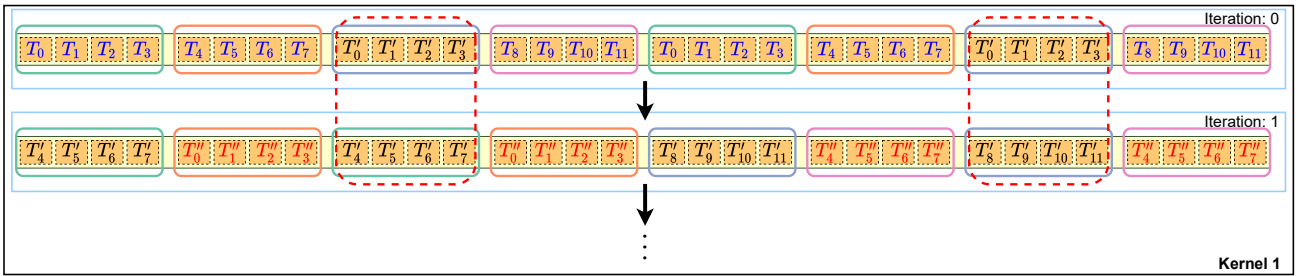 Iteration: 0
T₀ T₁ T₂ T₃ T₄ T₅ T₆ T₇ T′₀ T′₁ T′₂ T′₃ T₈ T₉ T₁₀ T₁₁ T₀ T₁ T₂ T₃ T₄ T₅ T₆ T₇ T′₀ T′₁ T′₂ T′₃ T₈ T₉ T₁₀ T₁₁
Iteration: 1
T′₄ T′₅ T′₆ T′₇ T″₀ T″₁ T″₂ T″₃ T′₄ T′₅ T′₆ T′₇ T″₀ T″₁ T″₂ T″₃ T′₈ T′₉ T′₁₀ T′₁₁ T″₄ T″₅ T″₆ T″₇ T′₈ T′₉ T′₁₀ T′₁₁ T″₄ T″₅ T″₆ T″₇
Kernel 1